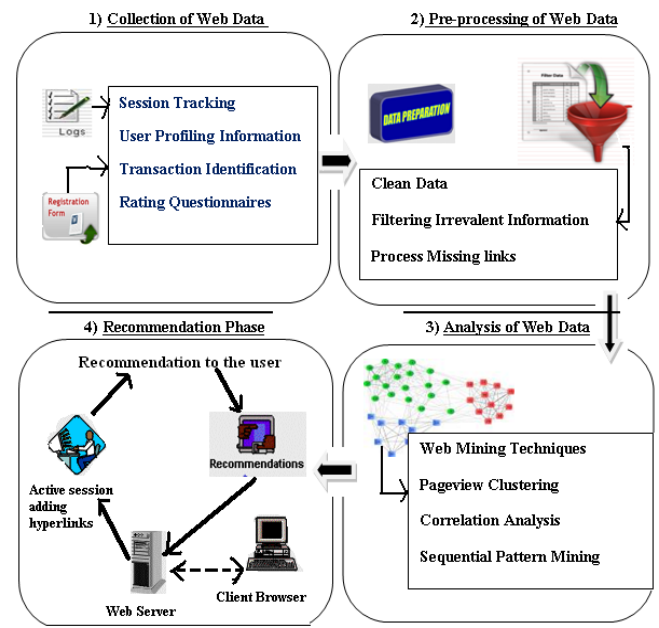 1) Collection of Web Data
Logs
Registration
Form
Session Tracking
User Profiling Information
Transaction Identification
Rating Questionnaires
2) Pre-processing of Web Data
DATA PREPARATION
Filter Data
Clean Data
Filtering Irrevalent Information
Process Missing links
3) Analysis of Web Data
Web Mining Techniques
Pageview Clustering
Correlation Analysis
Sequential Pattern Mining
4) Recommendation Phase
Recommendation to the user
Recommendations
Active session
adding
hyperlinks
Web Server
Client Browser